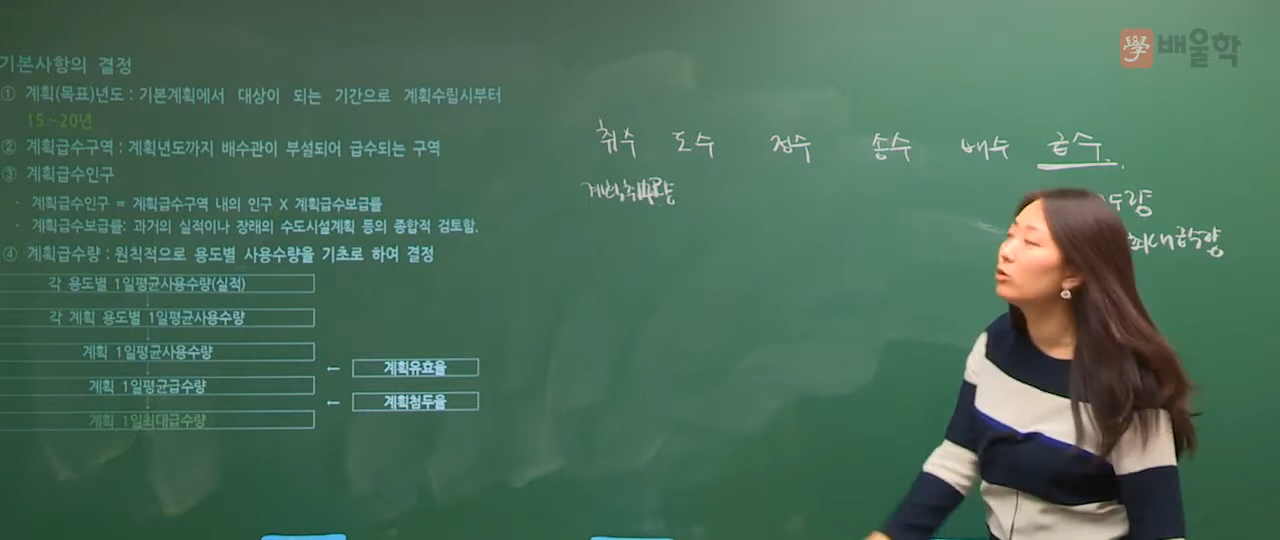 學 배울학
기본사항의 결정
① 계획(목표)년도 : 기본계획에서 대상이 되는 기간으로 계획수립시부터
15~20년
② 계획급수구역 : 계획년도까지 배수관이 부설되어 급수되는 구역
③ 계획급수인구
· 계획급수인구 = 계획급수구역 내의 인구 X 계획급수보급률
· 계획급수보급률: 과거의 실적이나 장래의 수도시설계획 등의 종합적 검토함.
④ 계획급수량 : 원칙적으로 용도별 사용수량을 기초로 하여 결정
각 용도별 1일평균사용수량(실적)
각 계획 용도별 1일평균사용수량
계획 1일평균사용수량
← 계획유효율
계획 1일평균급수량
← 계획첨두율
계획 1일최대급수량
취수 도수 정수 송수 배수 급수
수량
최대급수량